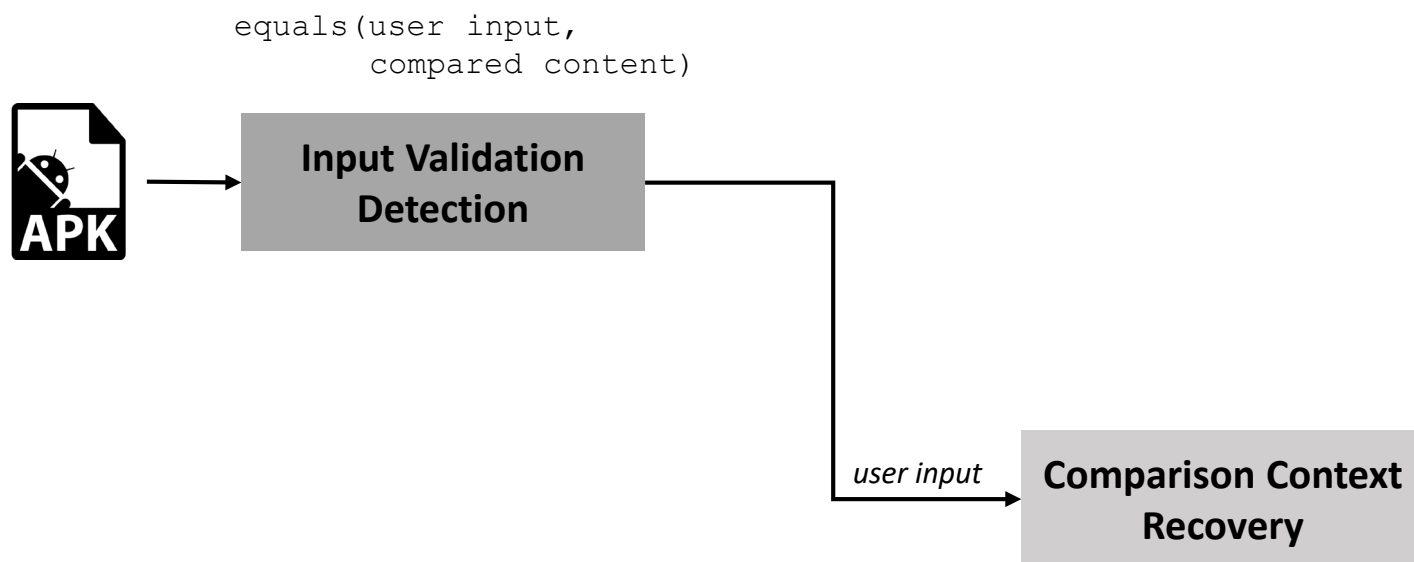 equals(user input,
compared content)
APK
Input Validation
Detection
user input
Comparison Context
Recovery